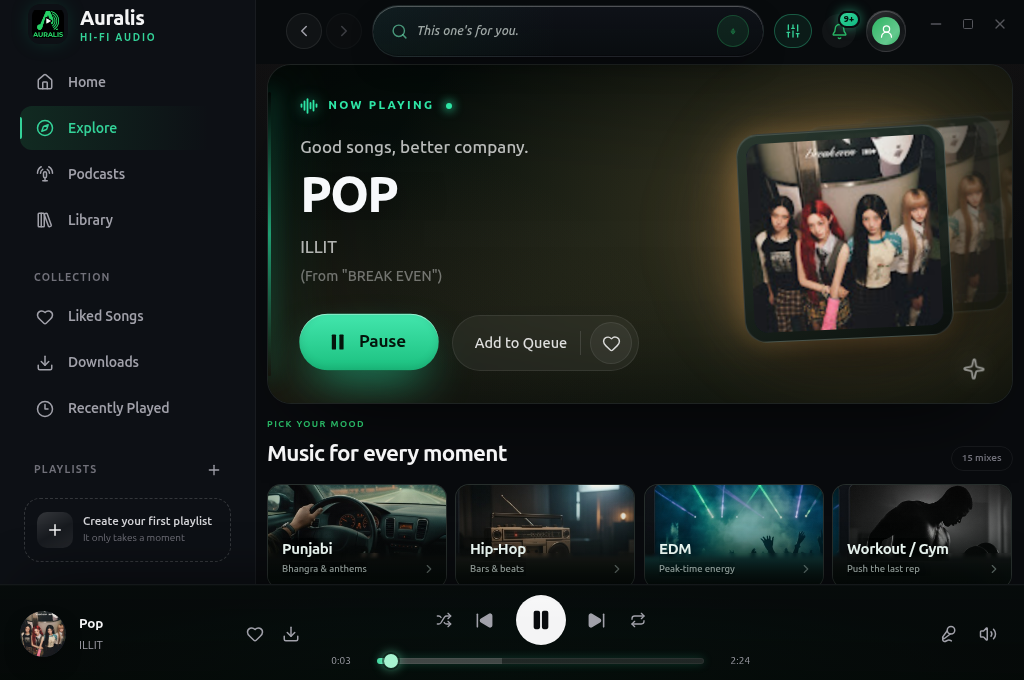 Auralis
HI-FI AUDIO
AURALIS
This one's for you.
9+
Home
Explore
Podcasts
Library
COLLECTION
Liked Songs
Downloads
Recently Played
PLAYLISTS
Create your first playlist
It only takes a moment
NOW PLAYING
Good songs, better company.
POP
ILLIT
(From "BREAK EVEN")
Pause
Add to Queue
Breakeven
PICK YOUR MOOD
Music for every moment
15 mixes
Punjabi
Bhangra & anthems
Hip-Hop
Bars & beats
EDM
Peak-time energy
Workout / Gym
Push the last rep
Pop
ILLIT
0:03
2:24